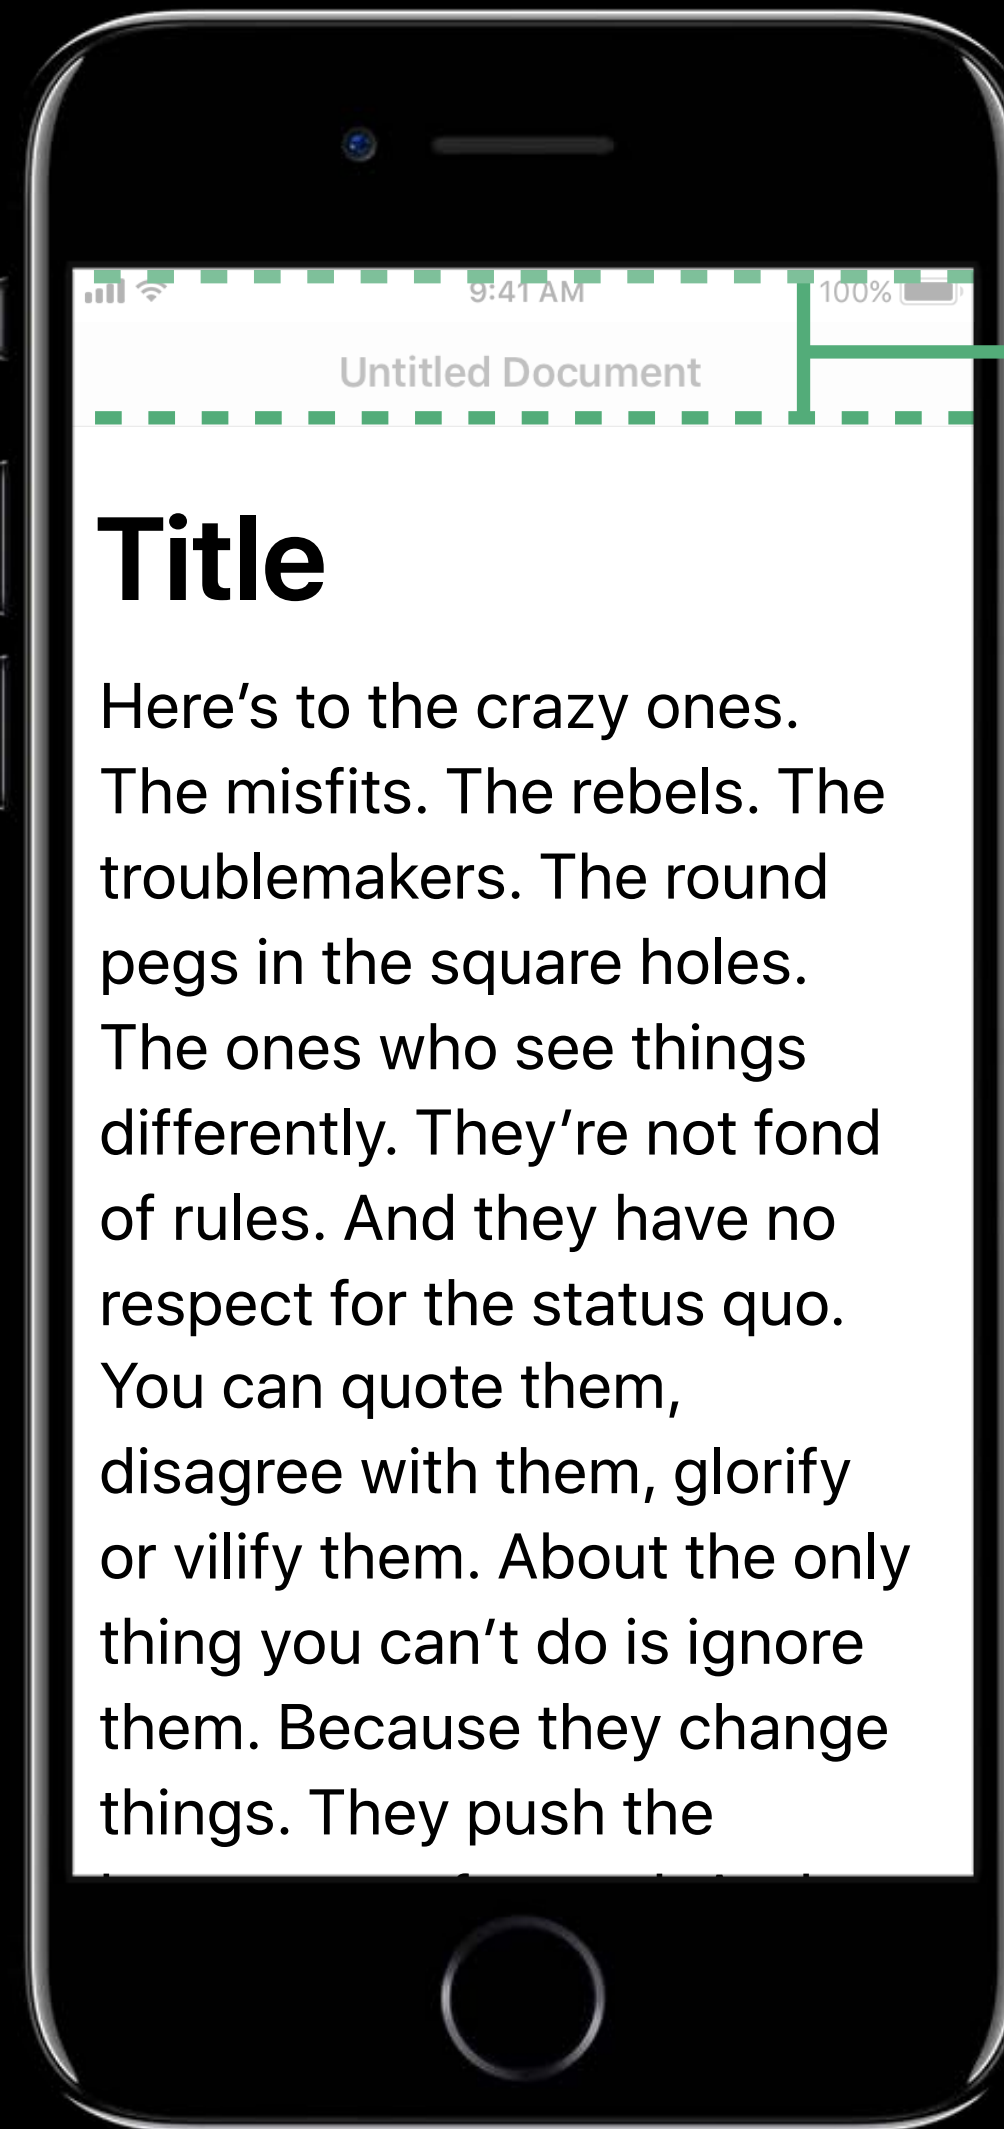 9:41 AM
100%
Untitled Document
Title
Here’s to the crazy ones.
The misfits. The rebels. The
troublemakers. The round
pegs in the square holes.
The ones who see things
differently. They’re not fond
of rules. And they have no
respect for the status quo.
You can quote them,
disagree with them, glorify
or vilify them. About the only
thing you can’t do is ignore
them. Because they change
things. They push the